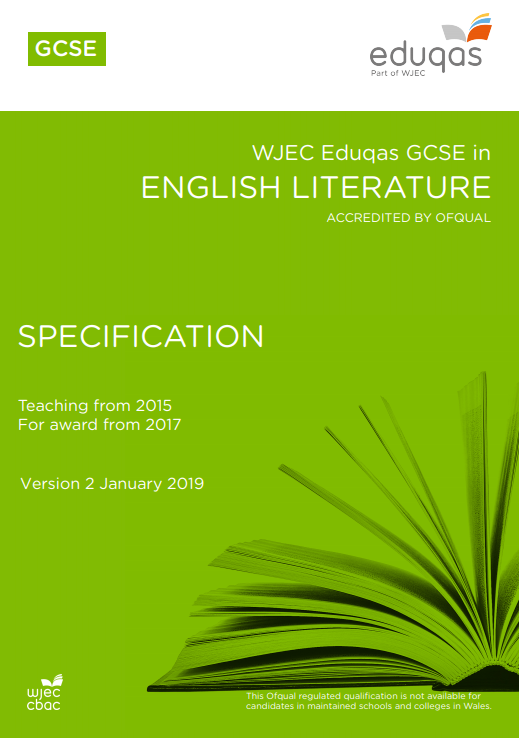 GCSE
eduqas
Part of WJEC
WJEC Eduqas GCSE in
ENGLISH LITERATURE
ACCREDITED BY OFQUAL
SPECIFICATION
Teaching from 2015
For award from 2017
Version 2 January 2019
wjec
cbac
This Ofqual regulated qualification is not available for
candidates in maintained schools and colleges in Wales.